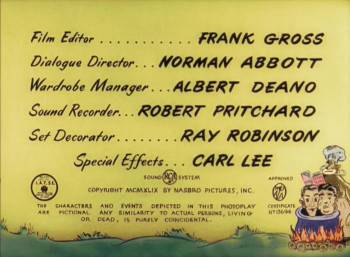 Film Editor ........... FRANK GROSS
Dialogue Director... NORMAN ABBOTT
Wardrobe Manager... ALBERT DEANO
Sound Recorder... ROBERT PRITCHARD
Set Decorator......... RAY ROBINSON
Special Effects... CARL LEE
I.A.T.S.E.
SOUND RCA SYSTEM
APPROVED
CERTIFICATE
COPYRIGHT MCMXLIX BY NASBRO PICTURES, INC.
THE CHARACTERS AND EVENTS DEPICTED IN THIS PHOTOPLAY
ARE FICTIONAL. ANY SIMILARITY TO ACTUAL PERSONS, LIVING
OR DEAD, IS PURELY COINCIDENTAL.